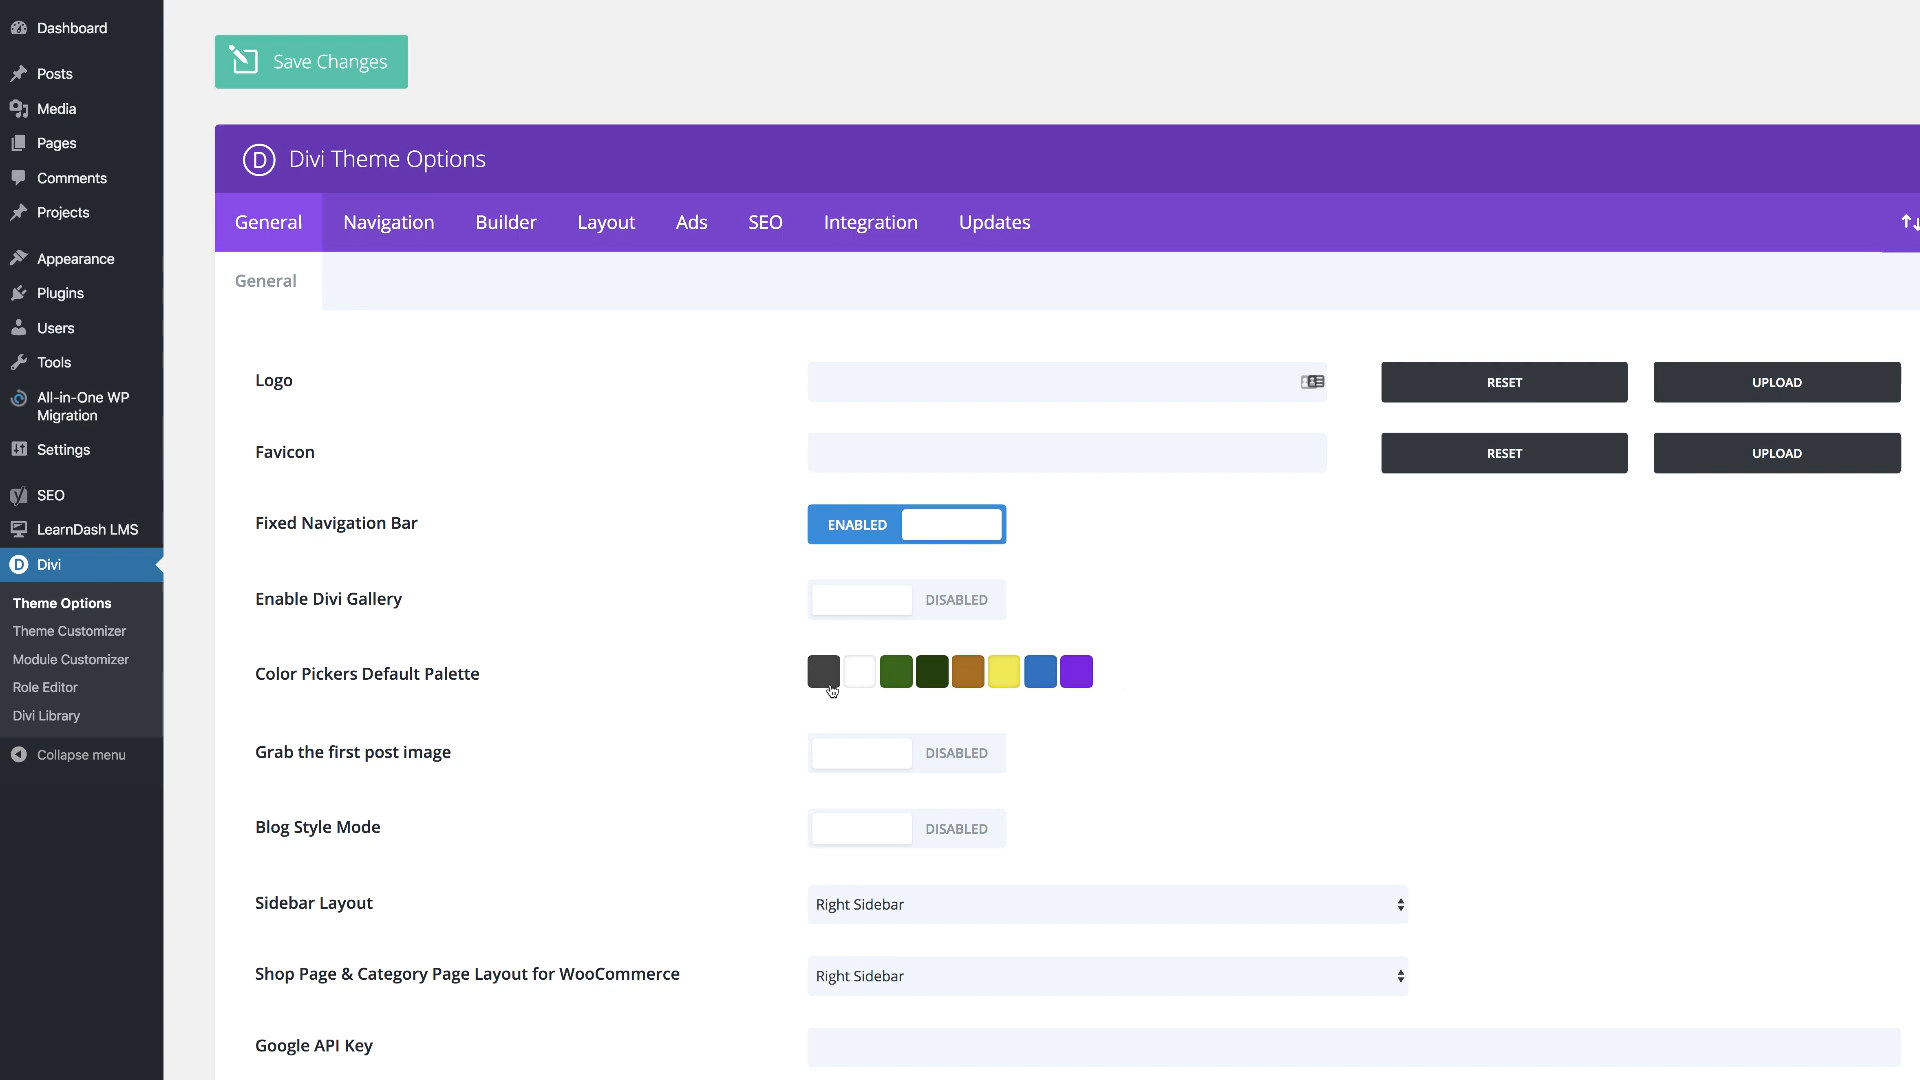 Dashboard
Posts
Media
Pages
Comments
Projects
Appearance
Plugins
Users
Tools
All-in-One WP
Migration
Settings
SEO
LearnDash LMS
Divi
Theme Options
Theme Customizer
Module Customizer
Role Editor
Divi Library
Collapse menu
Save Changes
D Divi Theme Options
General Navigation Builder Layout Ads SEO Integration Updates
General
Logo RESET UPLOAD
Favicon RESET UPLOAD
Fixed Navigation Bar ENABLED
Enable Divi Gallery DISABLED
Color Pickers Default Palette
Grab the first post image DISABLED
Blog Style Mode DISABLED
Sidebar Layout Right Sidebar
Shop Page & Category Page Layout for WooCommerce Right Sidebar
Google API Key